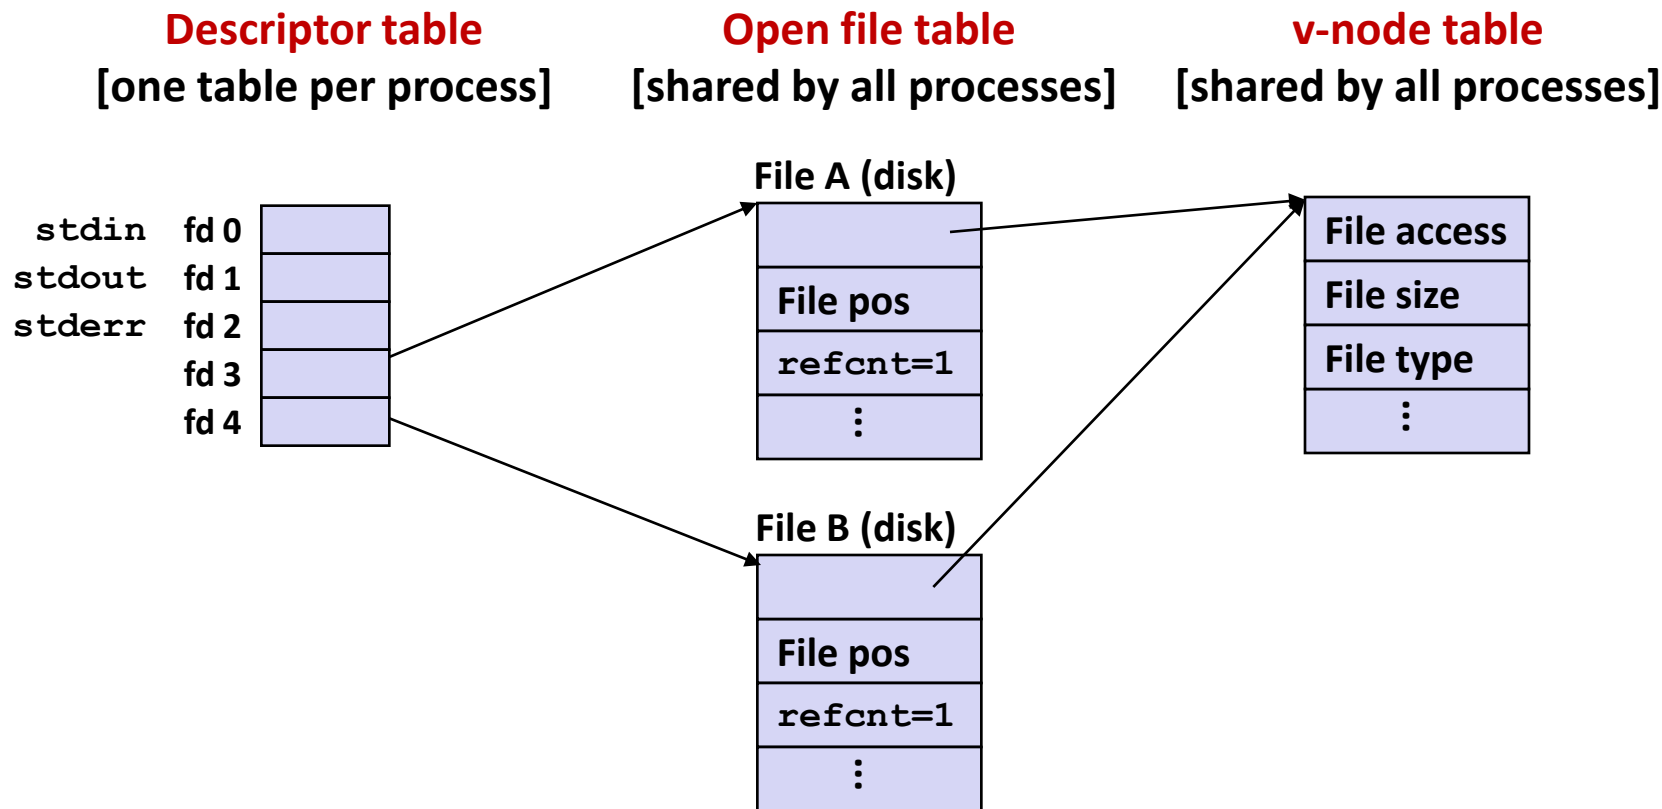 Descriptor table
[one table per process]
Open file table
[shared by all processes]
v-node table
[shared by all processes]
stdin fd 0
stdout fd 1
stderr fd 2
fd 3
fd 4
File A (disk)
File pos
refcnt=1
⋮
File B (disk)
File pos
refcnt=1
⋮
File access
File size
File type
⋮